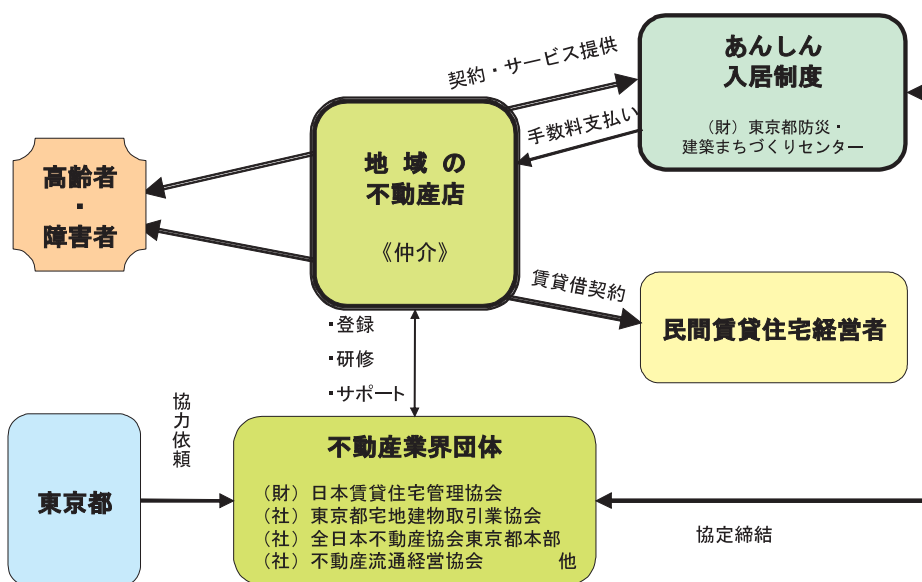 契約・サービス提供
あんしん
入居制度
(財)東京都防災・
建築まちづくりセンター
手数料支払い
地域の
不動産店
《仲介》
高齢者
・
障害者
賃貸借契約
民間賃貸住宅経営者
・登録
・研修
・サポート
協力依頼
東京都
不動産業界団体
(財)日本賃貸住宅管理協会
(社)東京都宅地建物取引業協会
(社)全日本不動産協会東京都本部
(社)不動産流通経営協会 他
協定締結